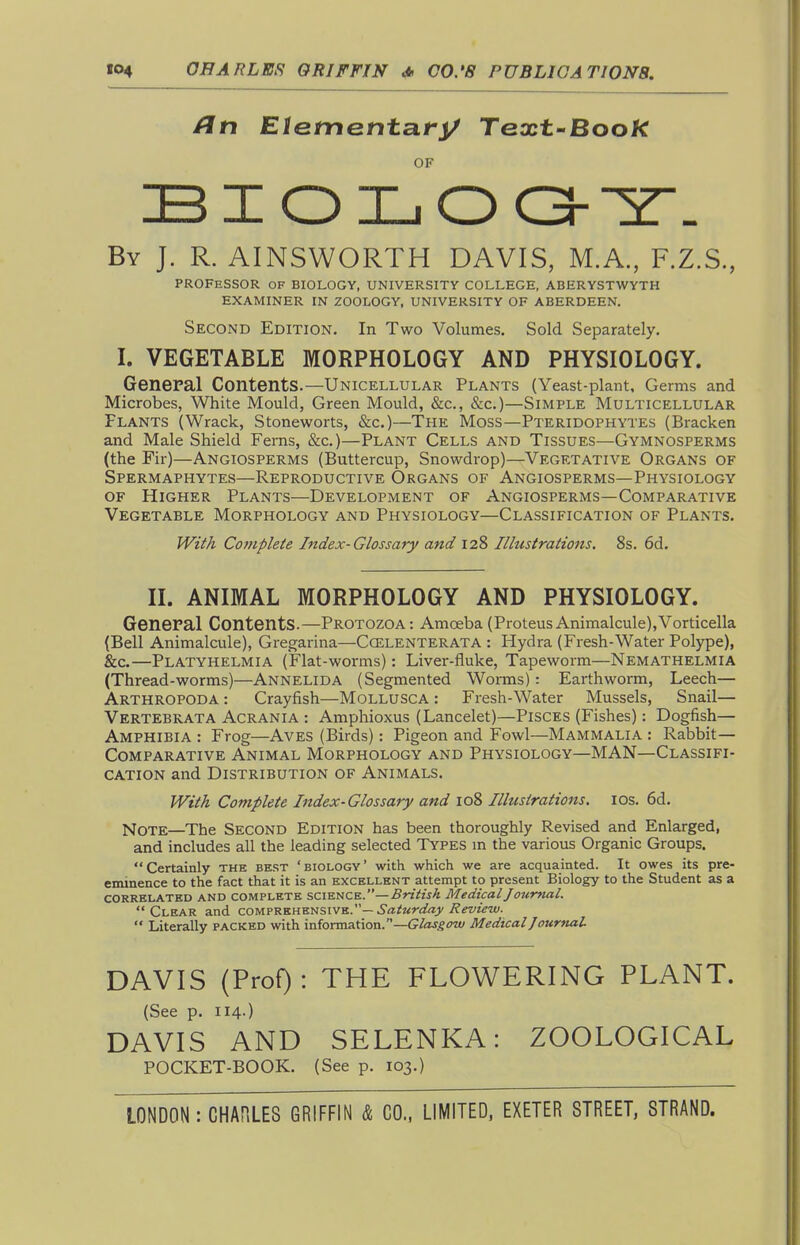 104 CHARLES GRIFFIN & CO.'S PUBLICATIONS.
An Elementary Text-Book
OF
BIOLOGY.
By J. R. AINSWORTH DAVIS, M.A., F.Z.S.,
PROFESSOR OF BIOLOGY, UNIVERSITY COLLEGE, ABERYSTWYTH
EXAMINER IN ZOOLOGY, UNIVERSITY OF ABERDEEN.
SECOND EDITION. In Two Volumes. Sold Separately.
I. VEGETABLE MORPHOLOGY AND PHYSIOLOGY.
General Contents.—UNICELLULAR PLANTS (Yeast-plant, Germs and
Microbes, White Mould, Green Mould, &c., &c.)—SIMPLE MULTICELLULAR
PLANTS (Wrack, Stoneworts, &c.)—THE MOSS—PTERIDOPHYTES (Bracken
and Male Shield Ferns, &c.)—PLANT CELLS AND TISSUES—GYMNOSPERMS
(the Fir)—ANGIOSPERMS (Buttercup, Snowdrop)—VEGETATIVE ORGANS OF
SPERMAPHYTES—REPRODUCTIVE ORGANS OF ANGIOSPERMS—PHYSIOLOGY
OF HIGHER PLANTS—DEVELOPMENT OF ANGIOSPERMS—COMPARATIVE
VEGETABLE MORPHOLOGY AND PHYSIOLOGY—CLASSIFICATION OF PLANTS.
With Complete Index-Glossary and 128 Illustrations. 8s. 6d.
II. ANIMAL MORPHOLOGY AND PHYSIOLOGY.
General Contents.—PROTOZOA: Amœba (Proteus Animalcule), Vorticella
(Bell Animalcule), Gregarina—CŒLENTERATA : Hydra (Fresh-Water Polype),
&c.—PLATYHELMIA (Flat-worms) : Liver-fluke, Tapeworm—NEMATHELMIA
(Thread-worms)—ANNELIDA (Segmented Worms) : Earthworm, Leech—
ARTHROPODA : Crayfish—MOLLUSCA : Fresh-Water Mussels, Snail—
VERTEBRATA ACRANIA : Amphioxus (Lancelet)—PISCES (Fishes) : Dogfish—
AMPHIBIA : Frog—AVES (Birds) : Pigeon and Fowl—MAMMALIA : Rabbit—
COMPARATIVE ANIMAL MORPHOLOGY AND PHYSIOLOGY—MAN—CLASSIFI-
CATION and DISTRIBUTION OF ANIMALS.
With Complete Index-Glossary and 108 Illustrations. 10s. 6d.
NOTE—The SECOND EDITION has been thoroughly Revised and Enlarged,
and includes all the leading selected TYPES in the various Organic Groups.
"Certainly THE BEST 'BIOLOGY' with which we are acquainted. It owes its pre-
eminence to the fact that it is an EXCELLENT attempt to present Biology to the Student as a
CORRELATED AND COMPLETE SCIENCE."—British Medical Journal.
"CLEAR and COMPREHENSIVE."—Saturday Review.
"Literally PACKED with information."—Glasgow Medical Journal.
DAVIS (Prof) : THE FLOWERING PLANT.
(See p. 114.)
DAVIS AND SELENKA: ZOOLOGICAL
POCKET-BOOK. (See p. 103.)
LONDON : CHARLES GRIFFIN & CO., LIMITED, EXETER STREET, STRAND.